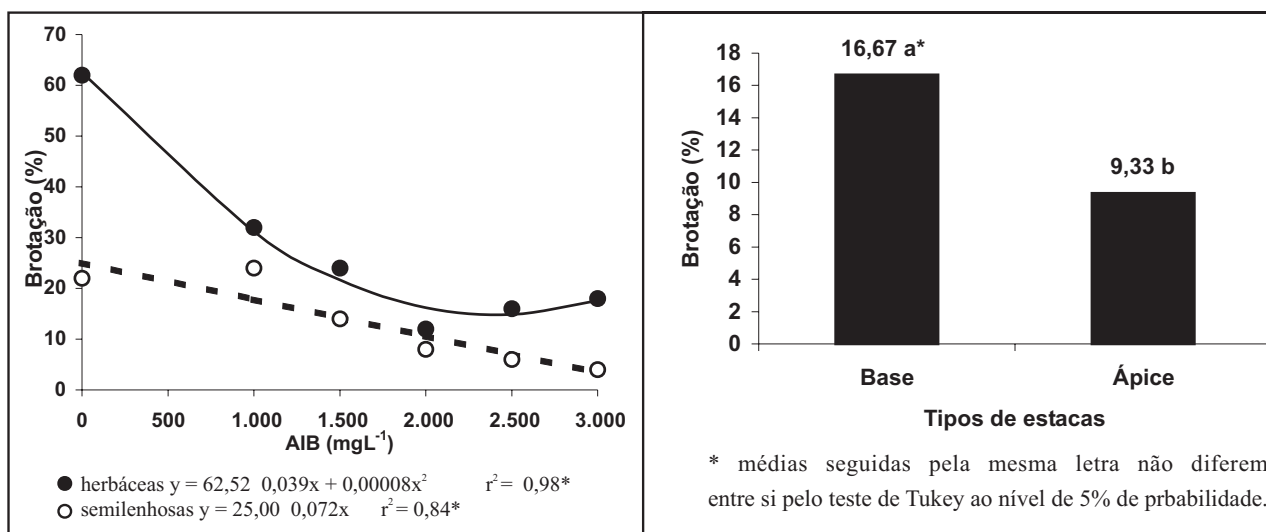 70
60
50
40
30
20
10
0
Brotação (%)
0 500 1.000 1.500 2.000 2.500 3.000
AIB (mgL-1)
herbáceas y = 62,52 0,039x + 0,00008x2 r2 = 0,98*
semilenhosas y = 25,00 0,072x r2 = 0,84*
18
16
14
12
10
8
6
4
2
0
Brotação (%)
16,67 a*
9,33 b
Base Ápice
Tipos de estacas
* médias seguidas pela mesma letra não diferem
entre si pelo teste de Tukey ao nível de 5% de prbabilidade.